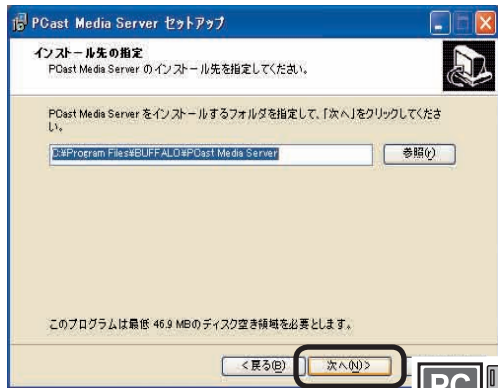 PCast Media Server セットアップ
インストール先の指定
PCast Media Server のインストール先を指定してください。
PCast Media Server をインストールするフォルダを指定して、「次へ」をクリックしてくださ
い。
C:¥Program Files¥BUFFALO¥PCast Media Server
参照(r)
このプログラムは最低 46.9 MBのディスク空き領域を必要とします。
<戻る(B)
次へ(N)>
PC